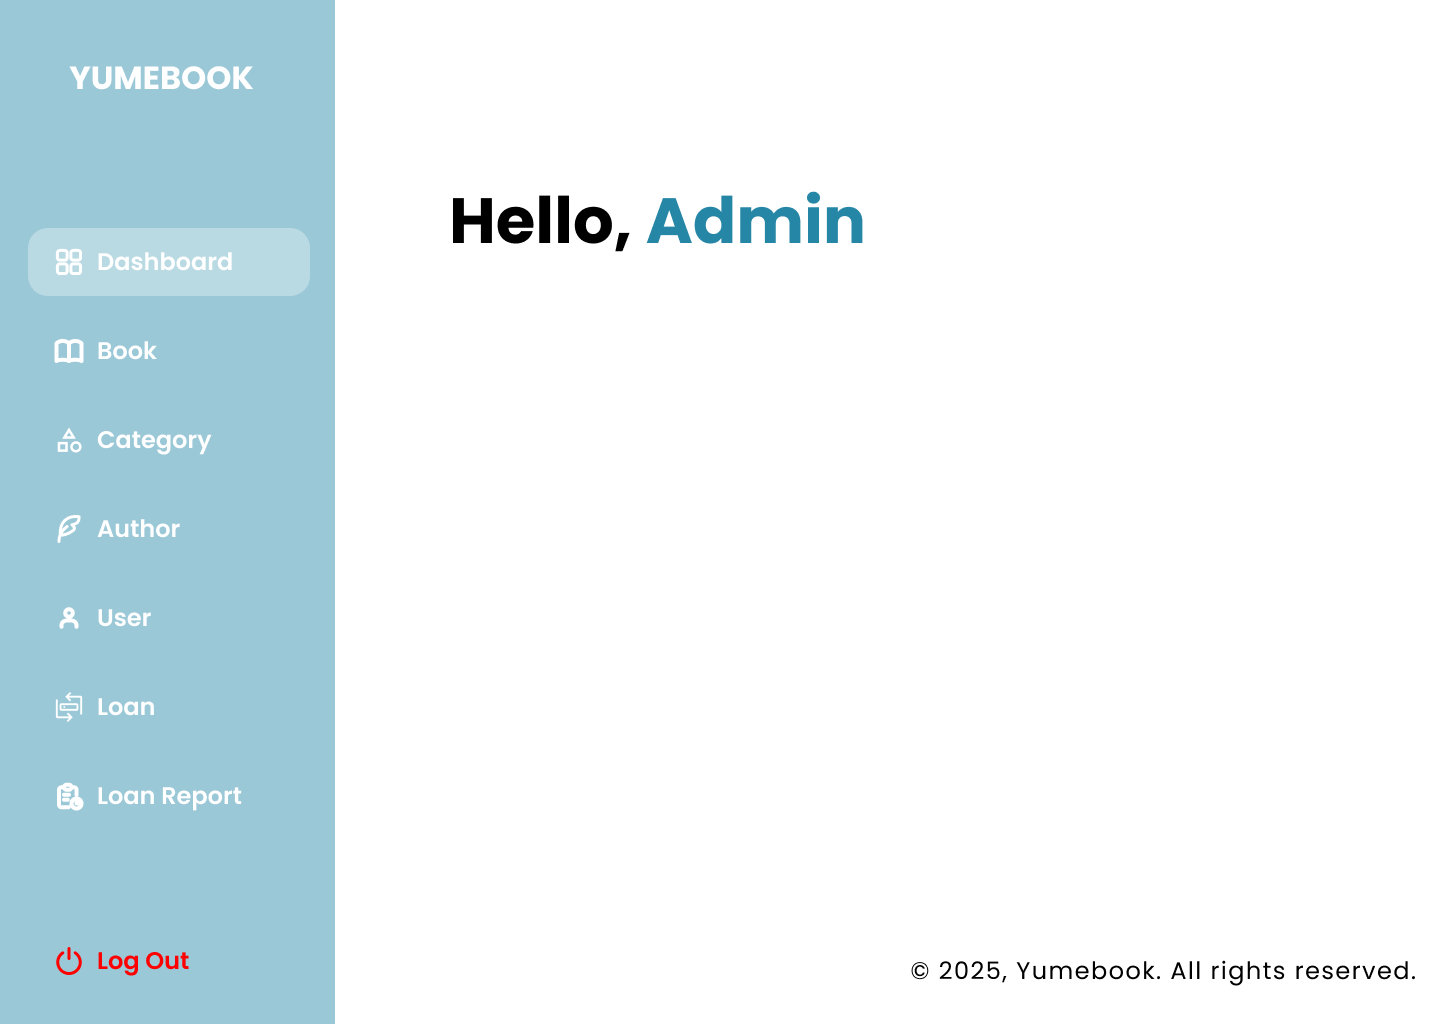 YUMEBOOK
Dashboard
Book
Category
Author
User
Loan
Loan Report
Log Out
Hello, Admin
© 2025, Yumebook. All rights reserved.